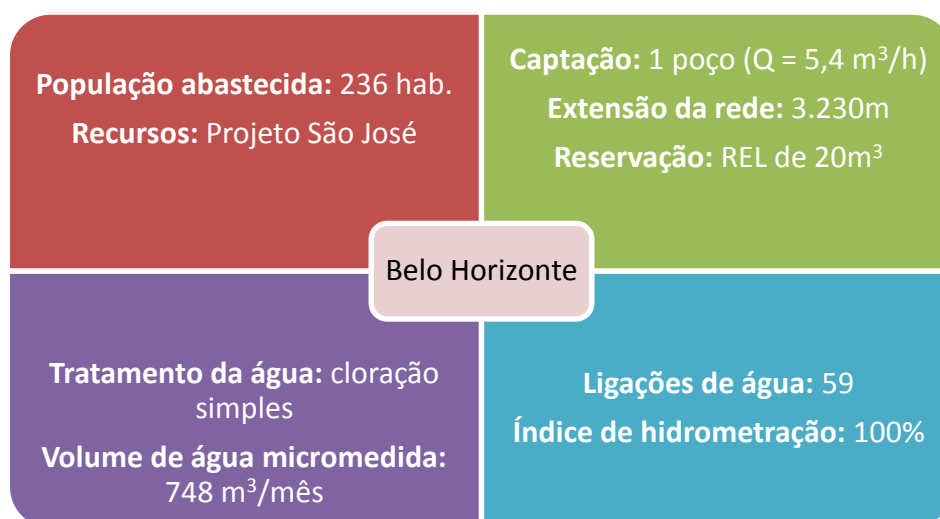 População abastecida: 236 hab.
Recursos: Projeto São José
Captação: 1 poço (Q = 5,4 m³/h)
Extensão da rede: 3.230m
Reservação: REL de 20m³
Belo Horizonte
Tratamento da água: cloração
simples
Volume de água micromedida:
748 m³/mês
Ligações de água: 59
Índice de hidrometração: 100%